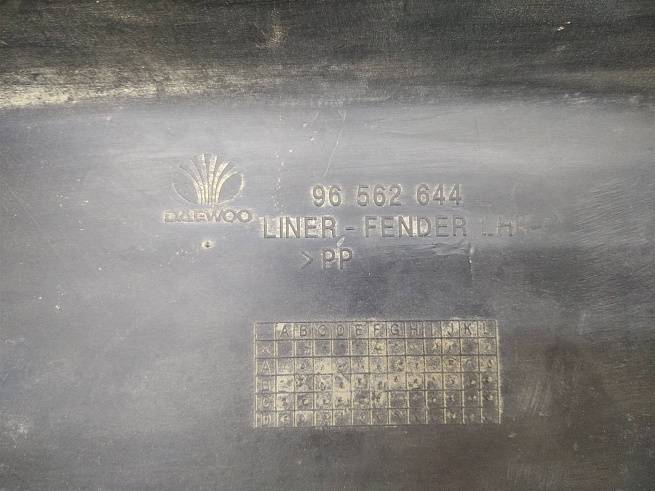 96 562 644
DAEWOO
LINER - FENDER LH
> PP
A B C D E F G H I J K L